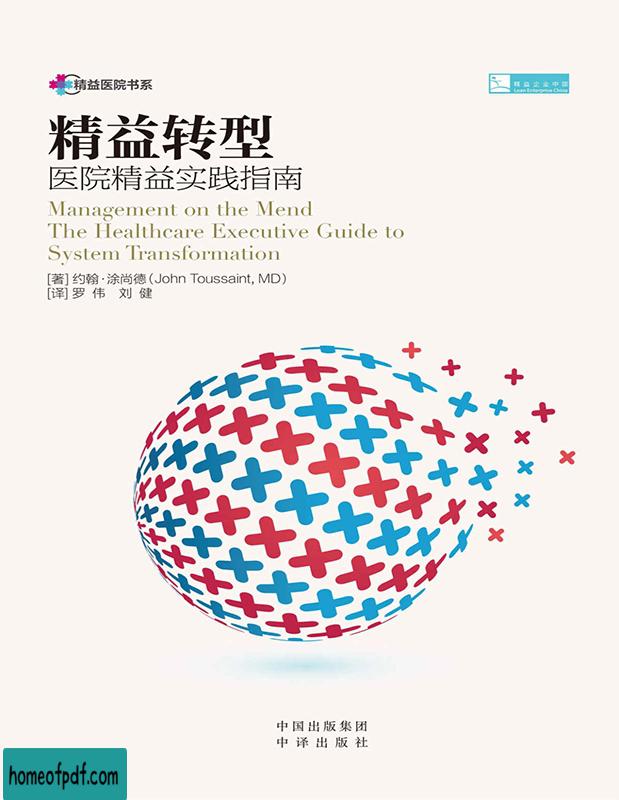 精益医院书系
精益企业中国
Lean Enterprise China
精益转型
医院精益实践指南
Management on the Mend
The Healthcare Executive Guide to
System Transformation
[著] 约翰·涂尚德（John Toussaint, MD）
[译] 罗 伟 刘 健
中国出版集团
中译出版社
homeofpdf.com